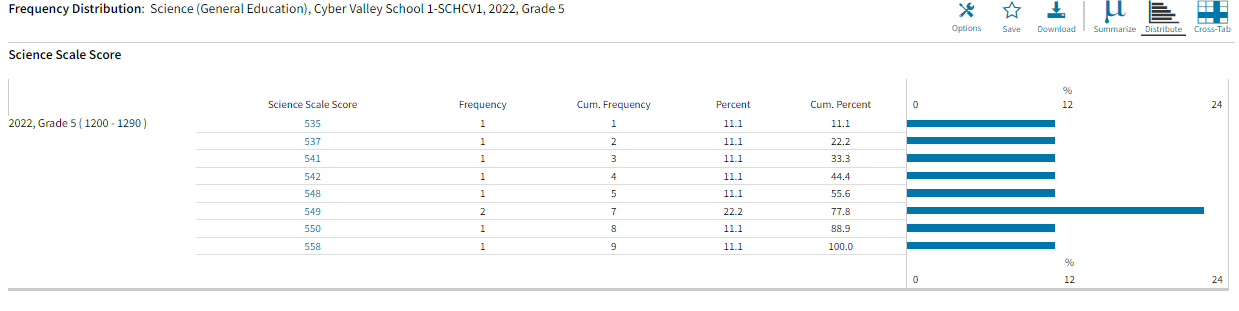 Frequency Distribution: Science (General Education), Cyber Valley School 1-SCHCV1, 2022, Grade 5
Options Save Download Summarize Distribute Cross-Tab
Science Scale Score
%
Science Scale Score Frequency Cum. Frequency Percent Cum. Percent 0 12 24
2022, Grade 5 ( 1200 - 1290 ) 535 1 1 11.1 11.1
537 1 2 11.1 22.2
541 1 3 11.1 33.3
542 1 4 11.1 44.4
548 1 5 11.1 55.6
549 2 7 22.2 77.8
550 1 8 11.1 88.9
558 1 9 11.1 100.0
%
0 12 24